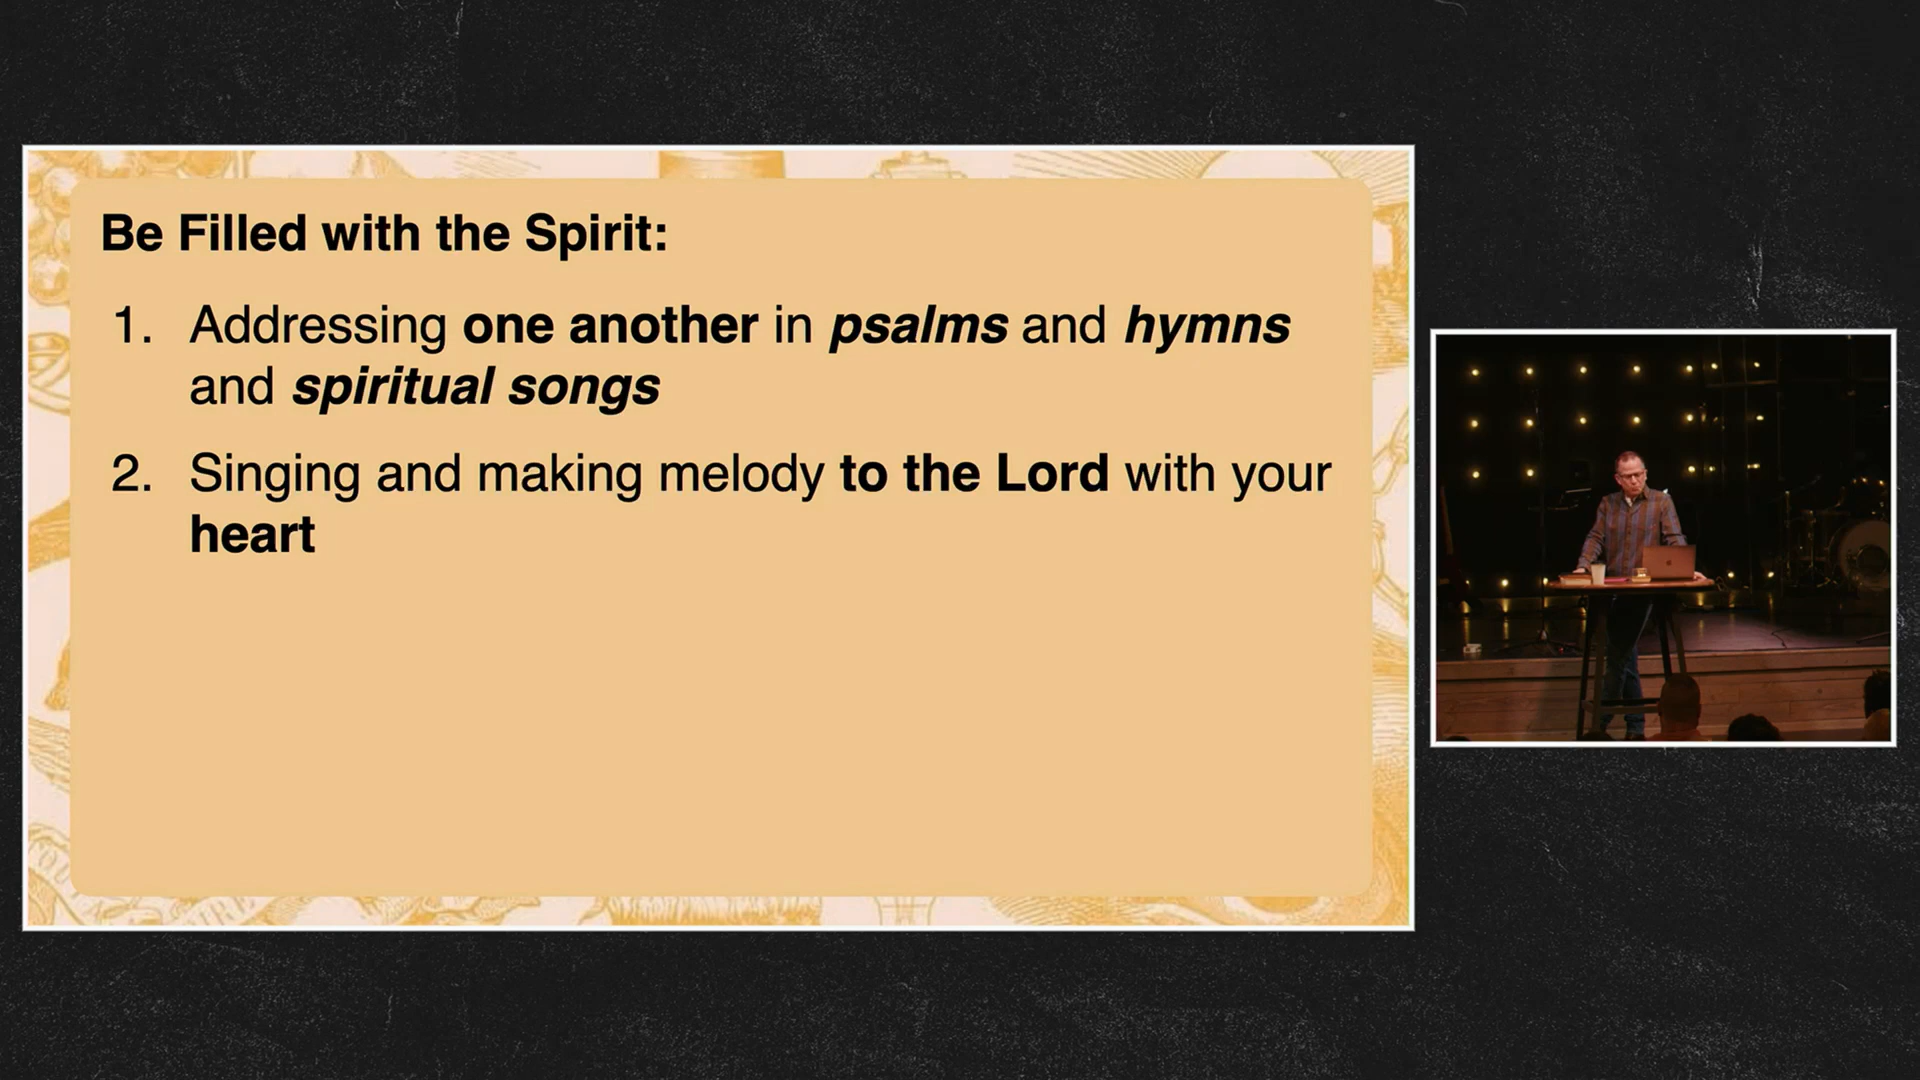 Be Filled with the Spirit:
1. Addressing one another in psalms and hymns
and spiritual songs
2. Singing and making melody to the Lord with your
heart